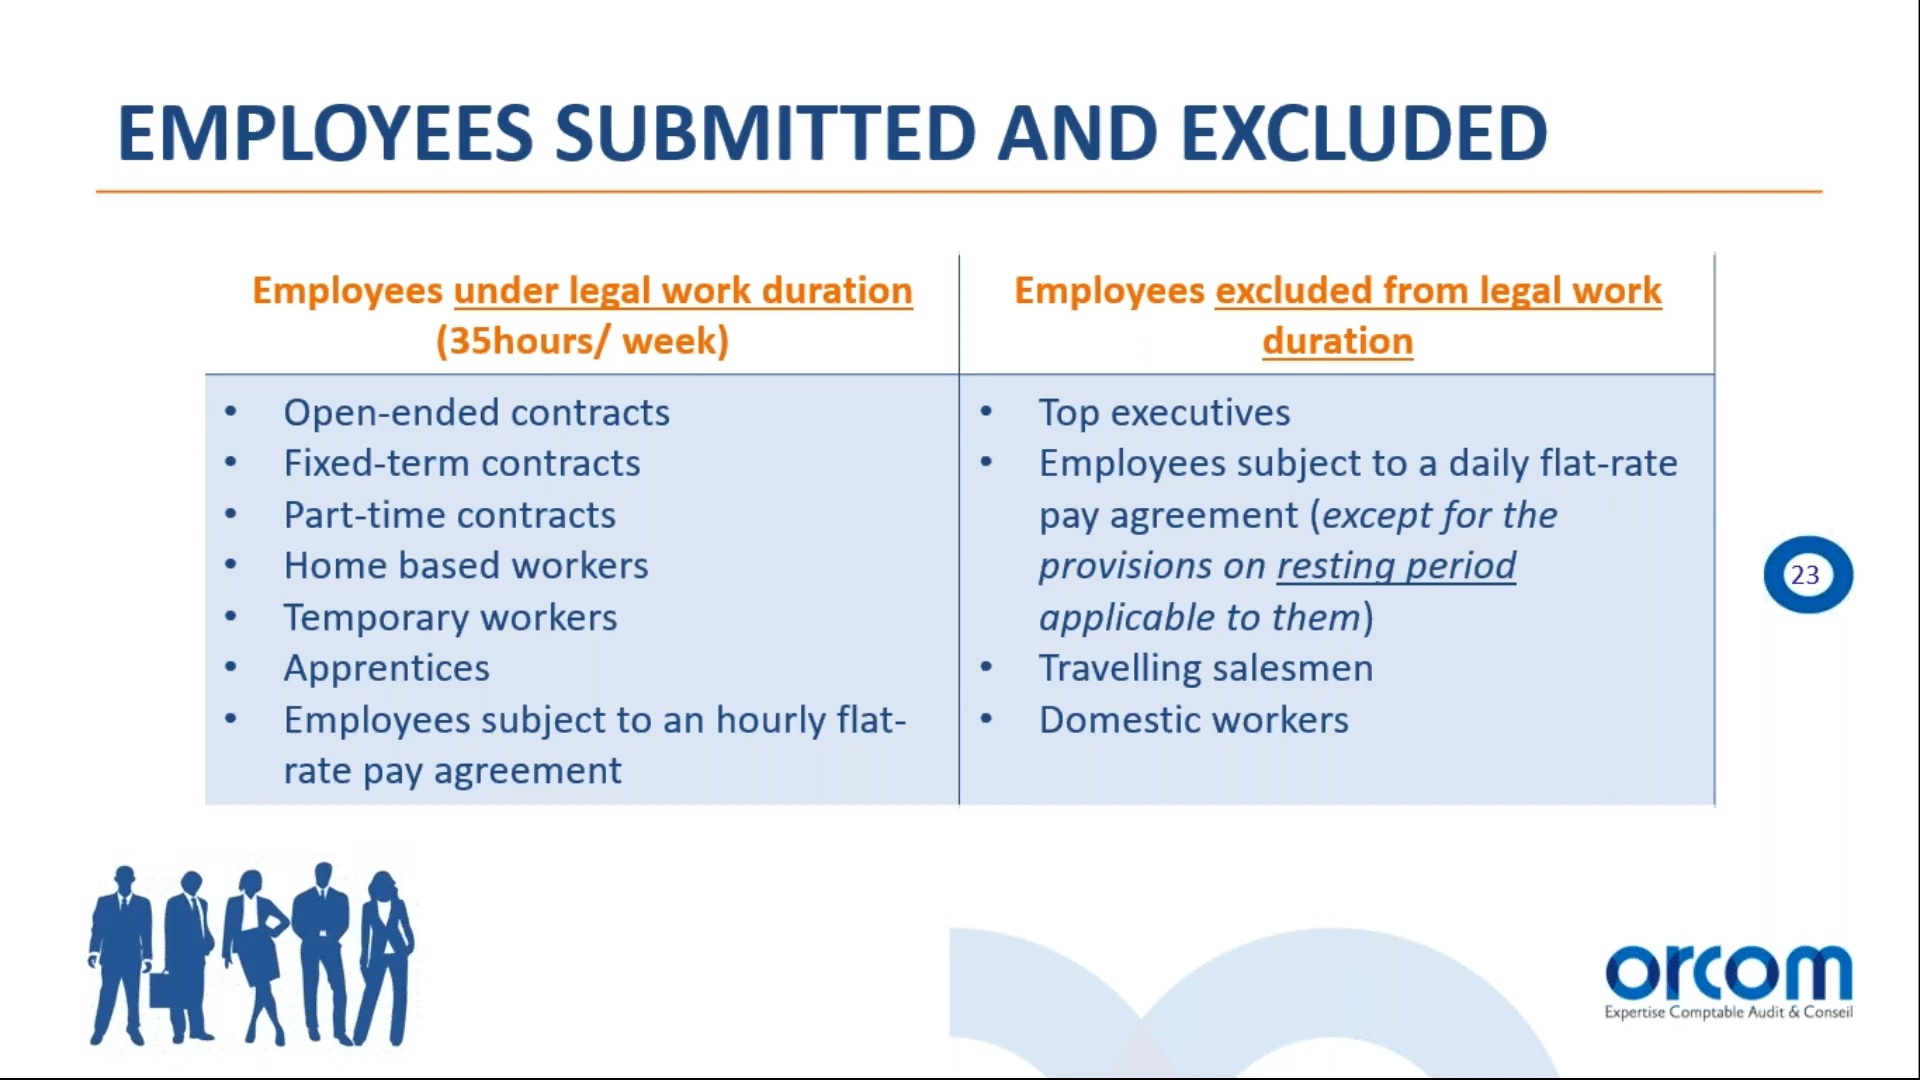 EMPLOYEES SUBMITTED AND EXCLUDED
Employees under legal work duration
(35hours/ week)
Employees excluded from legal work
duration
• Open-ended contracts
• Fixed-term contracts
• Part-time contracts
• Home based workers
• Temporary workers
• Apprentices
• Employees subject to an hourly flat-
rate pay agreement
• Top executives
• Employees subject to a daily flat-rate
pay agreement (except for the
provisions on resting period
applicable to them)
• Travelling salesmen
• Domestic workers
23
orcom
Expertise Comptable Audit & Conseil